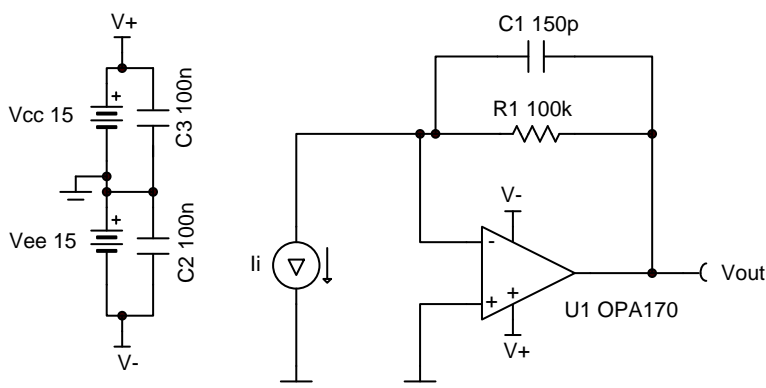 V+
Vcc 15
+
C3 100n
Vee 15
+
C2 100n
V-
C1 150p
R1 100k
Ii
V-
-
+
+
V+
U1 OPA170
Vout